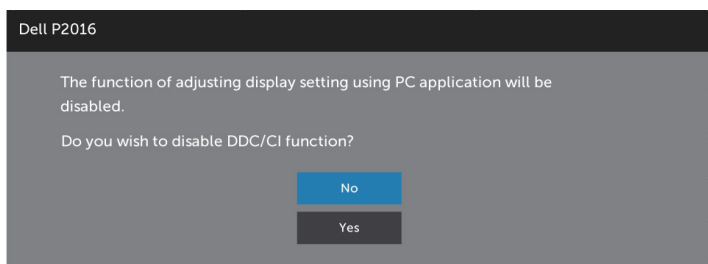 Dell P2016
The function of adjusting display setting using PC application will be
disabled.
Do you wish to disable DDC/CI function?
No
Yes